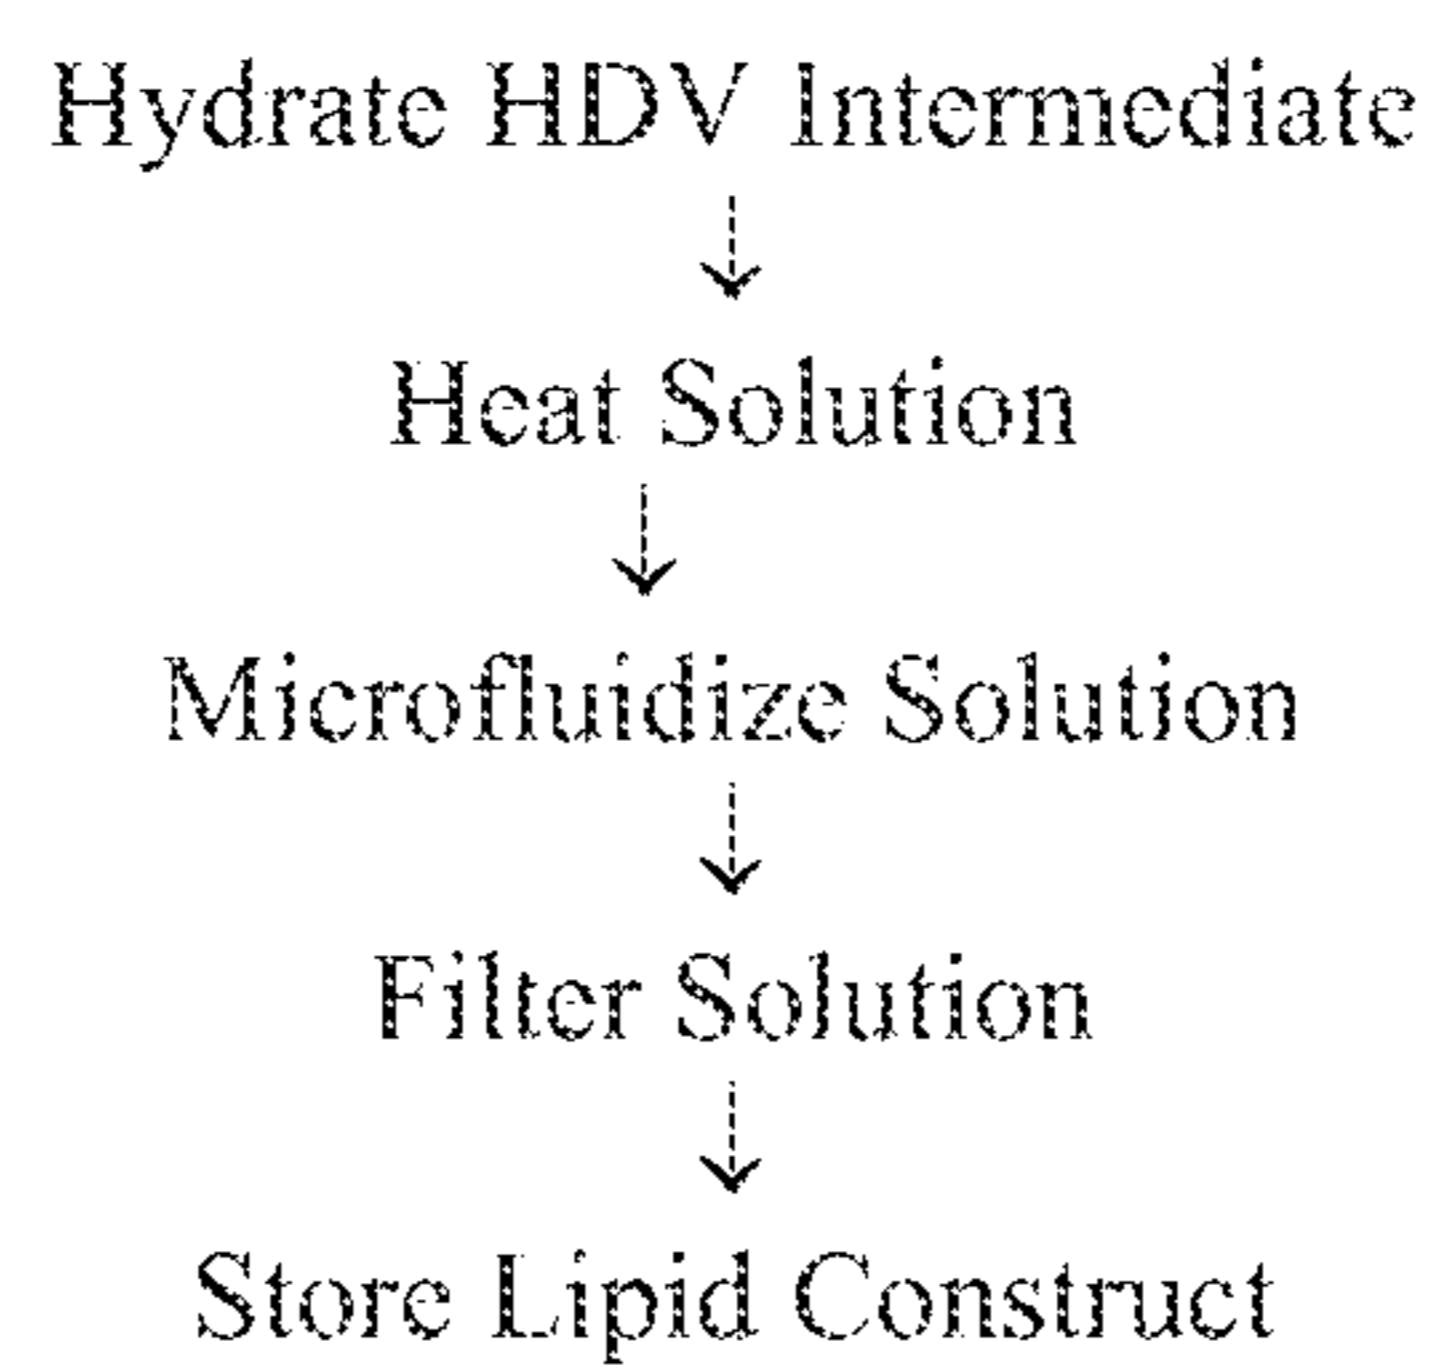 Hydrate HDV Intermediate
Heat Solution
Microfluidize Solution
Filter Solution
Store Lipid Construct